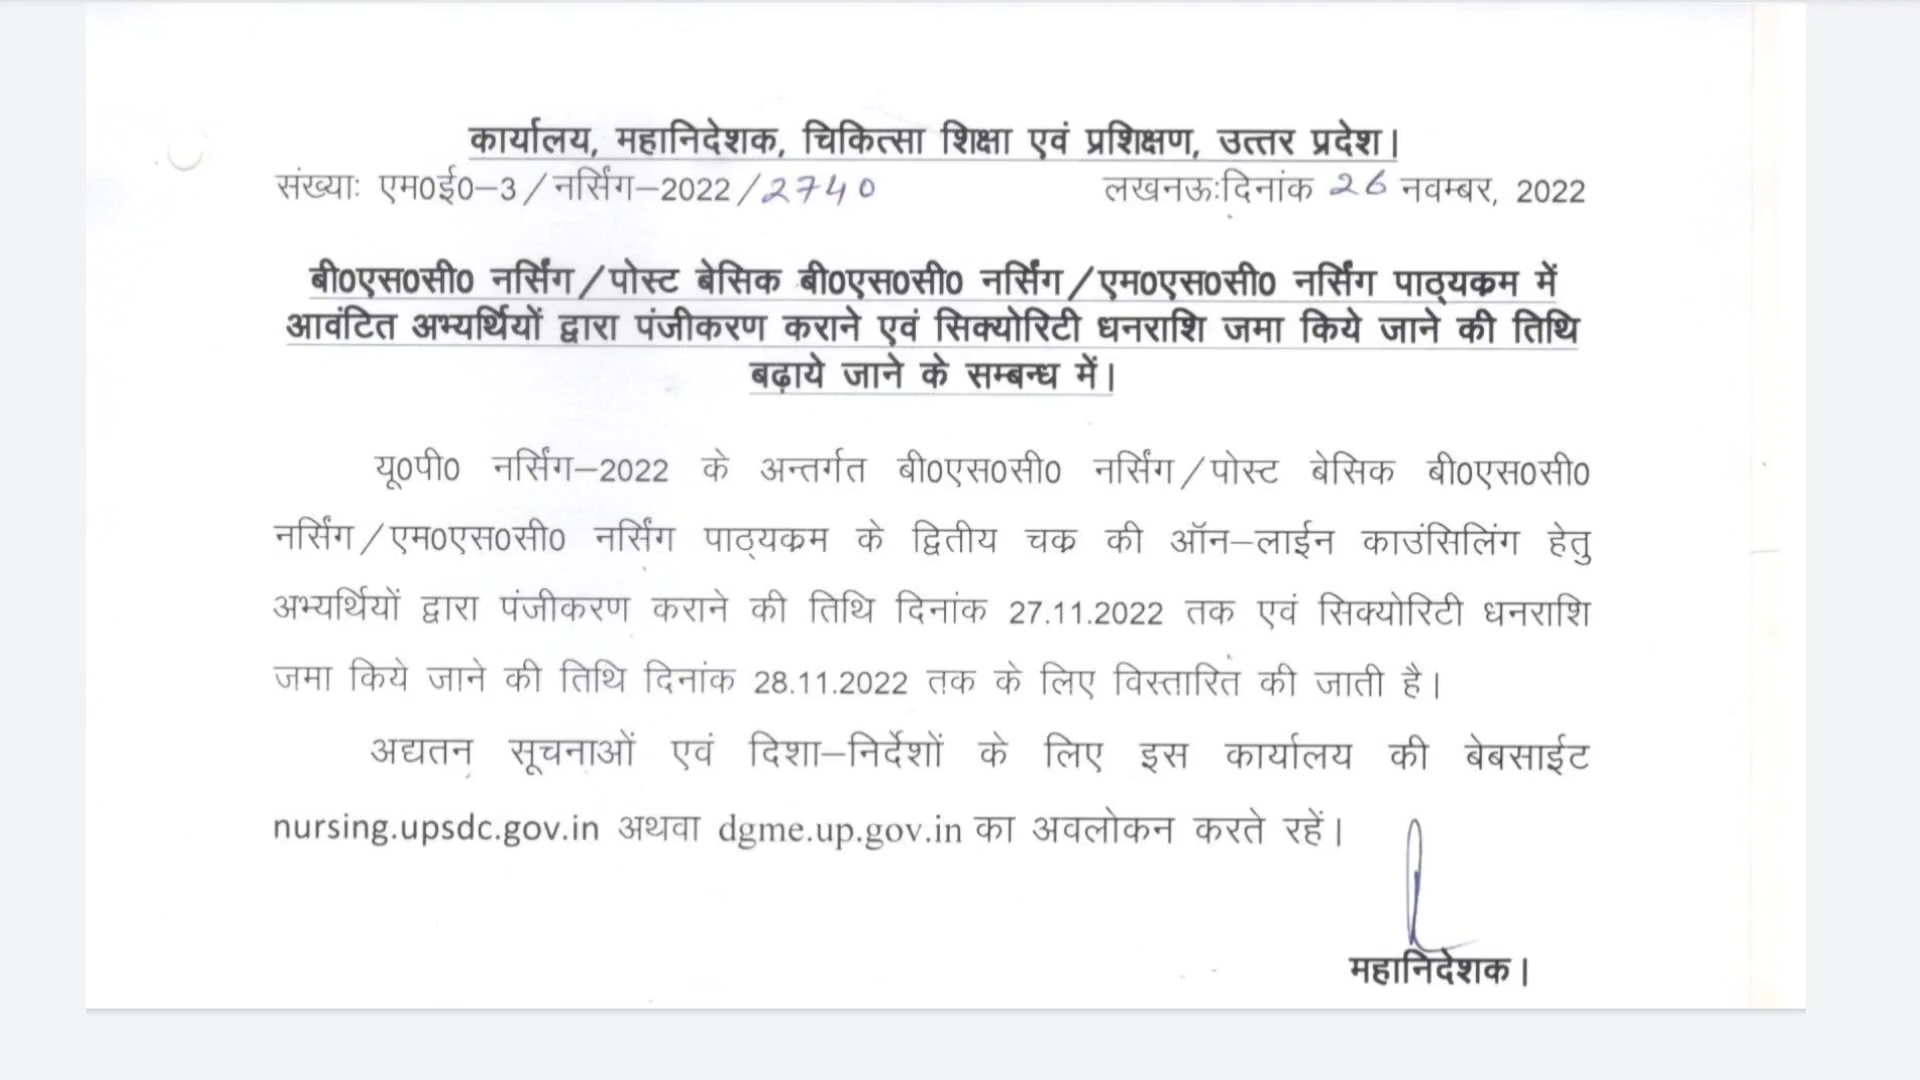 कार्यालय, महानिदेशक, चिकित्सा शिक्षा एवं प्रशिक्षण, उत्तर प्रदेश।
संख्याः एम0ई0–3/नर्सिंग–2022/2740 लखनऊःदिनांक 26 नवम्बर, 2022
बी0एस0सी0 नर्सिंग/पोस्ट बेसिक बी0एस0सी0 नर्सिंग/एम0एस0सी0 नर्सिंग पाठ्यक्रम में
आवंटित अभ्यर्थियों द्वारा पंजीकरण कराने एवं सिक्योरिटी धनराशि जमा किये जाने की तिथि
बढ़ाये जाने के सम्बन्ध में।
यू0पी0 नर्सिंग–2022 के अन्तर्गत बी0एस0सी0 नर्सिंग/पोस्ट बेसिक बी0एस0सी0
नर्सिंग/एम0एस0सी0 नर्सिंग पाठ्यक्रम के द्वितीय चक्र की ऑन–लाईन काउंसिलिंग हेतु
अभ्यर्थियों द्वारा पंजीकरण कराने की तिथि दिनांक 27.11.2022 तक एवं सिक्योरिटी धनराशि
जमा किये जाने की तिथि दिनांक 28.11.2022 तक के लिए विस्तारित की जाती है।
अद्यतन सूचनाओं एवं दिशा–निर्देशों के लिए इस कार्यालय की बेबसाईट
nursing.upsdc.gov.in अथवा dgme.up.gov.in का अवलोकन करते रहें।
महानिदेशक।